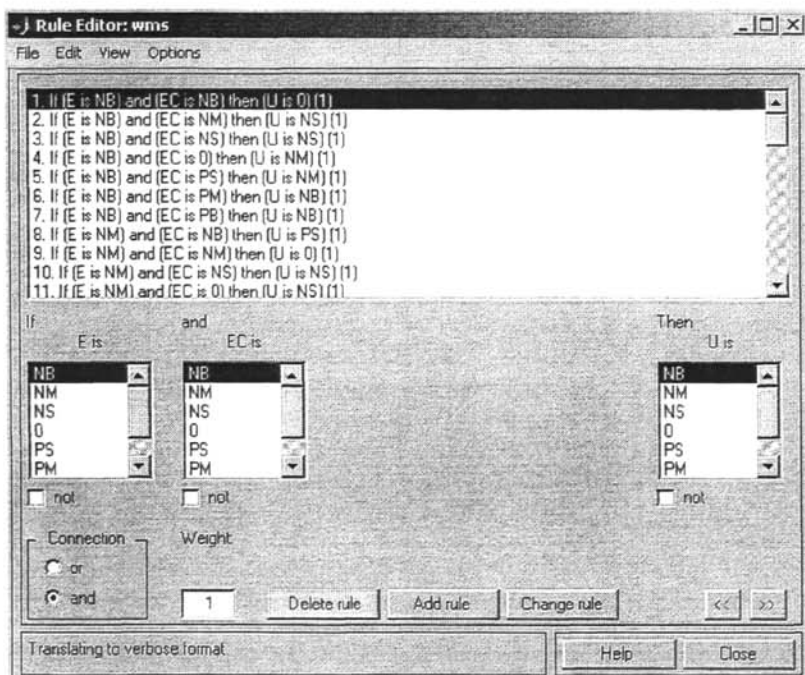 Rule Editor: wms
File Edit View Options
1. If (E is NB) and (EC is NB) then (U is 0) (1)
2. If (E is NB) and (EC is NM) then (U is NS) (1)
3. If (E is NB) and (EC is NS) then (U is NS) (1)
4. If (E is NB) and (EC is 0) then (U is NM) (1)
5. If (E is NB) and (EC is PS) then (U is NM) (1)
6. If (E is NB) and (EC is PM) then (U is NB) (1)
7. If (E is NB) and (EC is PB) then (U is NB) (1)
8. If (E is NM) and (EC is NB) then (U is PS) (1)
9. If (E is NM) and (EC is NM) then (U is 0) (1)
10. If (E is NM) and (EC is NS) then (U is NS) (1)
11. If (E is NM) and (EC is 0) then (U is NS) (1)
If and Then
E is EC is U is
NB NB NB
NM NM NM
NS NS NS
0 0 0
PS PS PS
PM PM PM
not not not
Connection Weight:
or
and 1 Delete rule Add rule Change rule << >>
Translating to verbose format Help Close